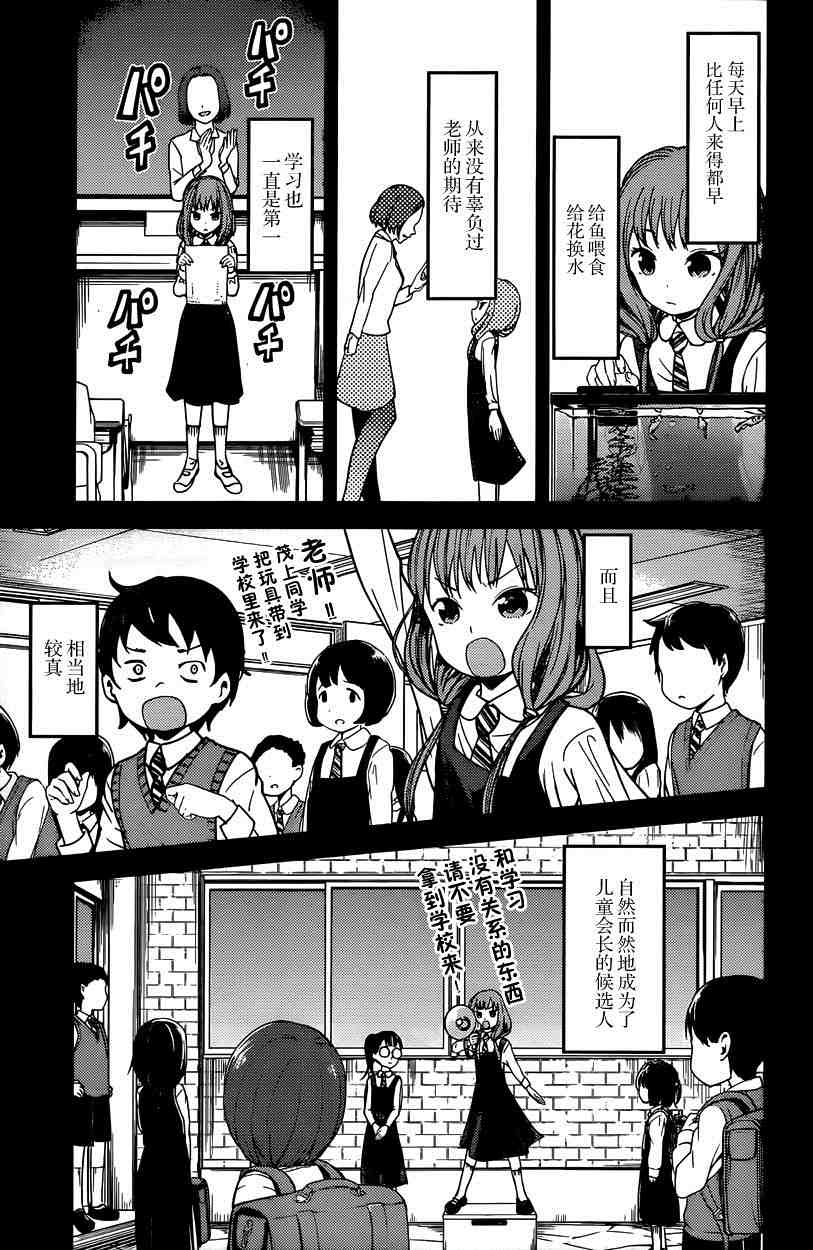 每天早上
比任何人来得都早
给鱼喂食
给花换水
从来没有辜负过
老师的期待
学习也
一直是第一
パチ
パチ
パチ
パチ
而且
老师!!
茂上同学
把玩具带到
学校里来了!!
相当地
较真
自然而然地成为了
儿童会长的候选人
和学习
没有关系的东西
请不要
拿到学校来!